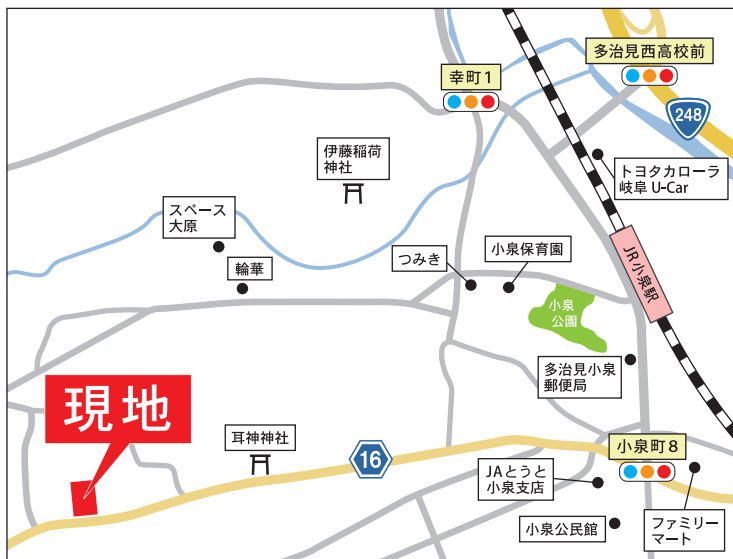 多治見西高校前
幸町1
248
伊藤稲荷
神社
トヨタカローラ
岐阜 U-Car
スペース
大原
輪華
つみき
小泉保育園
JR小泉駅
小泉
公園
多治見小泉
郵便局
現地
耳神神社
16
小泉町8
JAとうと
小泉支店
小泉公民館
ファミリー
マート